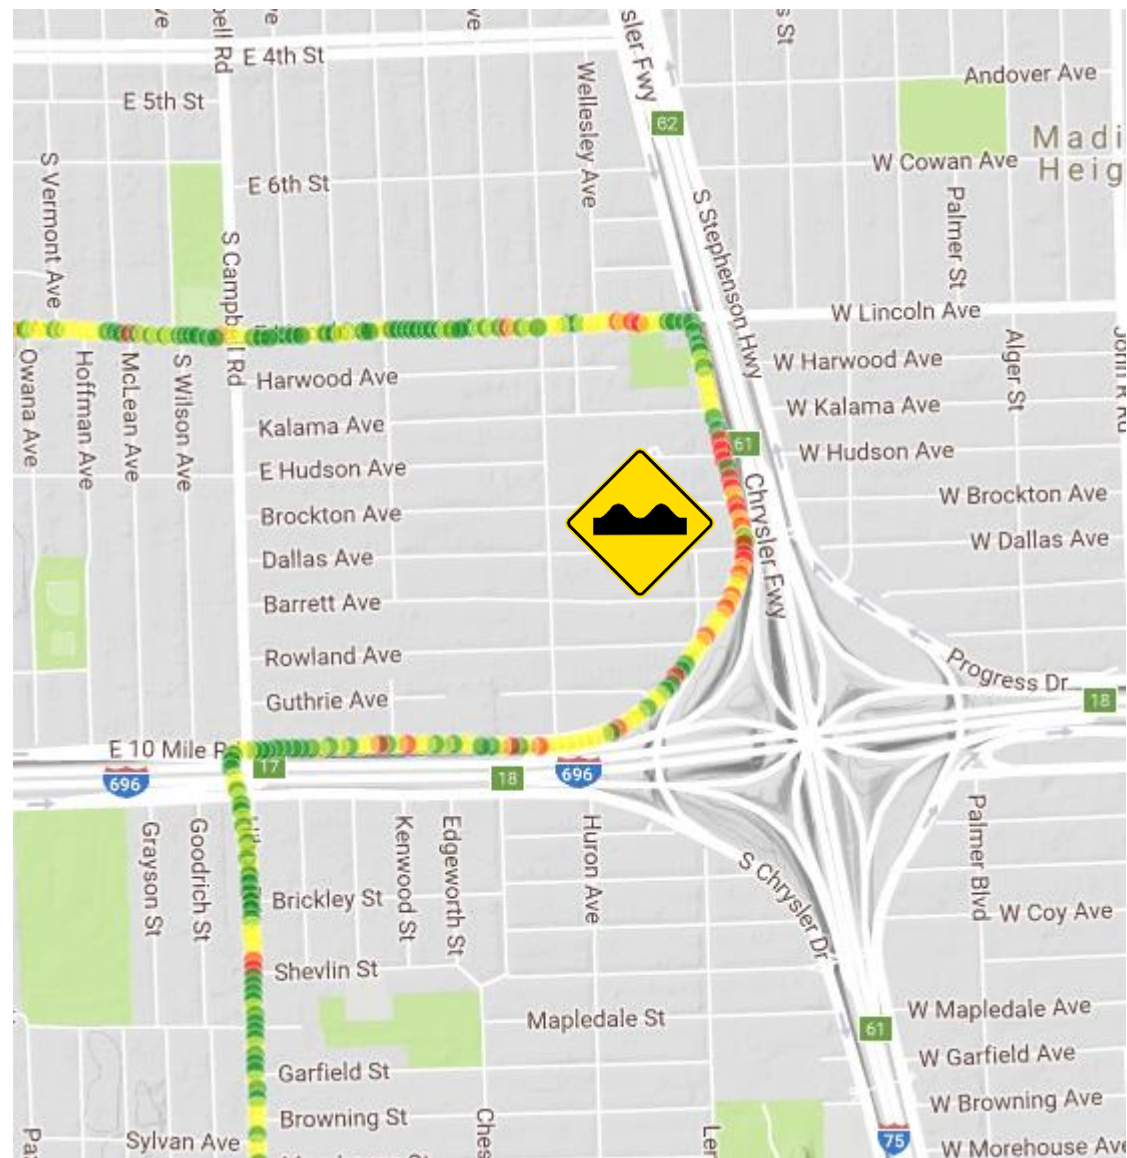 E 4th St
E 5th St
E 6th St
Wellesley Ave
Andover Ave
62
W Cowan Ave
Palmer St
S Vermont Ave
S Stephenson Hwy
W Lincoln Ave
Owana Ave
Hoffman Ave
McLean Ave
S Wilson Ave
Harwood Ave
W Harwood Ave
Alger St
John R Rd
Kalama Ave
W Kalama Ave
61
E Hudson Ave
W Hudson Ave
Chrysler Fwy
Brockton Ave
W Brockton Ave
Dallas Ave
W Dallas Ave
Barrett Ave
Rowland Ave
Progress Dr
Guthrie Ave
18
E 10 Mile R
17
696
18
696
Grayson St
Goodrich St
Kenwood St
Edgeworth St
Huron Ave
Palmer Blvd
S Chrysler Dr
Brickley St
W Coy Ave
Shevlin St
Mapledale St
W Mapledale Ave
61
W Garfield Ave
Garfield St
Browning St
W Browning Ave
Sylvan Ave
75
W Morehouse Ave